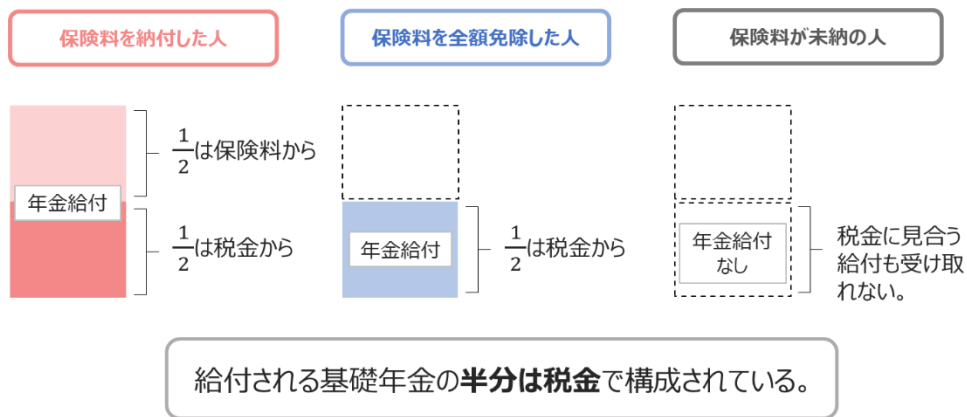 保険料を納付した人
保険料を全額免除した人
保険料が未納の人
1/2は保険料から
年金給付
1/2は税金から
年金給付
1/2は税金から
年金給付
なし
税金に見合う
給付も受け取
れない。
給付される基礎年金の半分は税金で構成されている。